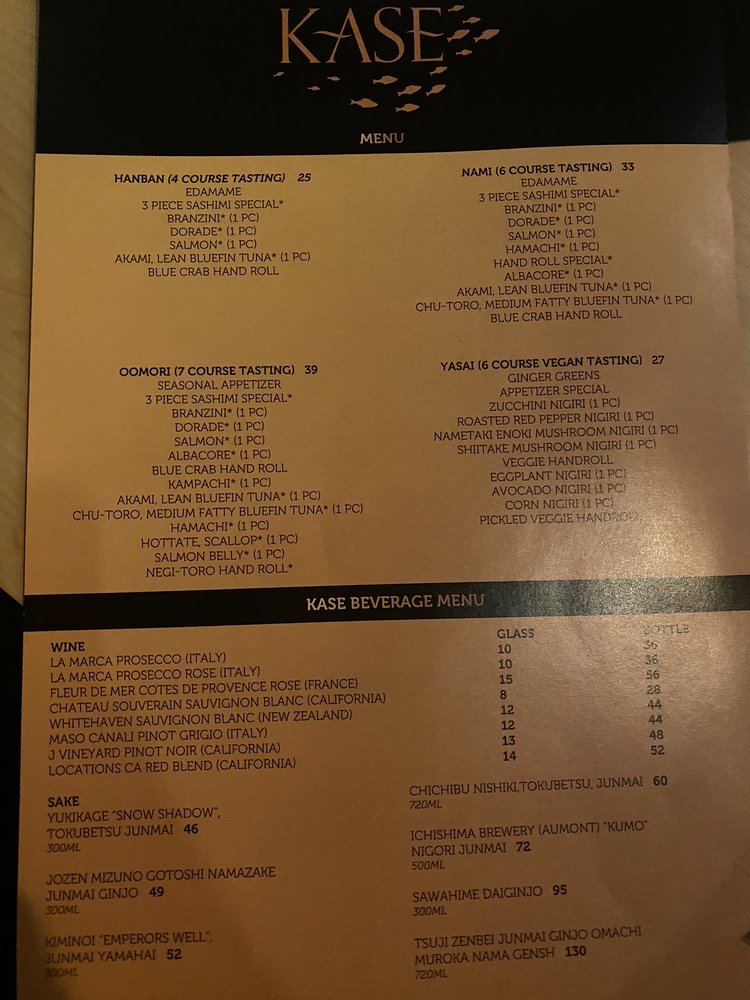 KASE
MENU
HANBAN (4 COURSE TASTING) 25
EDAMAME
3 PIECE SASHIMI SPECIAL*
BRANZINI* (1 PC)
DORADE* (1 PC)
SALMON* (1 PC)
AKAMI, LEAN BLUEFIN TUNA* (1 PC)
BLUE CRAB HAND ROLL
NAMI (6 COURSE TASTING) 33
EDAMAME
3 PIECE SASHIMI SPECIAL*
BRANZINI* (1 PC)
DORADE* (1 PC)
SALMON* (1 PC)
HAMACHI* (1 PC)
HAND ROLL SPECIAL*
ALBACORE* (1 PC)
AKAMI, LEAN BLUEFIN TUNA* (1 PC)
CHU-TORO, MEDIUM FATTY BLUEFIN TUNA* (1 PC)
BLUE CRAB HAND ROLL
OOMORI (7 COURSE TASTING) 39
SEASONAL APPETIZER
3 PIECE SASHIMI SPECIAL*
BRANZINI* (1 PC)
DORADE* (1 PC)
SALMON* (1 PC)
ALBACORE* (1 PC)
BLUE CRAB HAND ROLL
KAMPACHI* (1 PC)
AKAMI, LEAN BLUEFIN TUNA* (1 PC)
CHU-TORO, MEDIUM FATTY BLUEFIN TUNA* (1 PC)
HAMACHI* (1 PC)
HOTTATE, SCALLOP* (1 PC)
SALMON BELLY* (1 PC)
NEGI-TORO HAND ROLL*
YASAI (6 COURSE VEGAN TASTING) 27
GINGER GREENS
APPETIZER SPECIAL
ZUCCHINI NIGIRI (1 PC)
ROASTED RED PEPPER NIGIRI (1 PC)
NAMETAKI ENOKI MUSHROOM NIGIRI (1 PC)
SHIITAKE MUSHROOM NIGIRI (1 PC)
VEGGIE HANDROLL
EGGPLANT NIGIRI (1 PC)
AVOCADO NIGIRI (1 PC)
CORN NIGIRI (1 PC)
PICKLED VEGGIE HANDROLL
KASE BEVERAGE MENU
WINE GLASS BOTTLE
LA MARCA PROSECCO (ITALY) 10 36
LA MARCA PROSECCO ROSE (ITALY) 10 36
FLEUR DE MER COTES DE PROVENCE ROSE (FRANCE) 15 56
CHATEAU SOUVERAIN SAUVIGNON BLANC (CALIFORNIA) 8 28
WHITEHAVEN SAUVIGNON BLANC (NEW ZEALAND) 12 44
MASO CANALI PINOT GRIGIO (ITALY) 12 44
J VINEYARD PINOT NOIR (CALIFORNIA) 13 48
LOCATIONS CA RED BLEND (CALIFORNIA) 14 52
SAKE
YUKIKAGE "SNOW SHADOW",
TOKUBETSU JUNMAI 46
300ML
JOZEN MIZUNO GOTOSHI NAMAZAKE
JUNMAI GINJO 49
300ML
KIMINOI "EMPERORS WELL",
JUNMAI YAMAHAI 52
300ML
CHICHIBU NISHIKI,TOKUBETSU, JUNMAI 60
720ML
ICHISHIMA BREWERY (AUMONT) "KUMO"
NIGORI JUNMAI 72
500ML
SAWAHIME DAIGINJO 95
300ML
TSUJI ZENBEI JUNMAI GINJO OMACHI
MUROKA NAMA GENSH 130
720ML